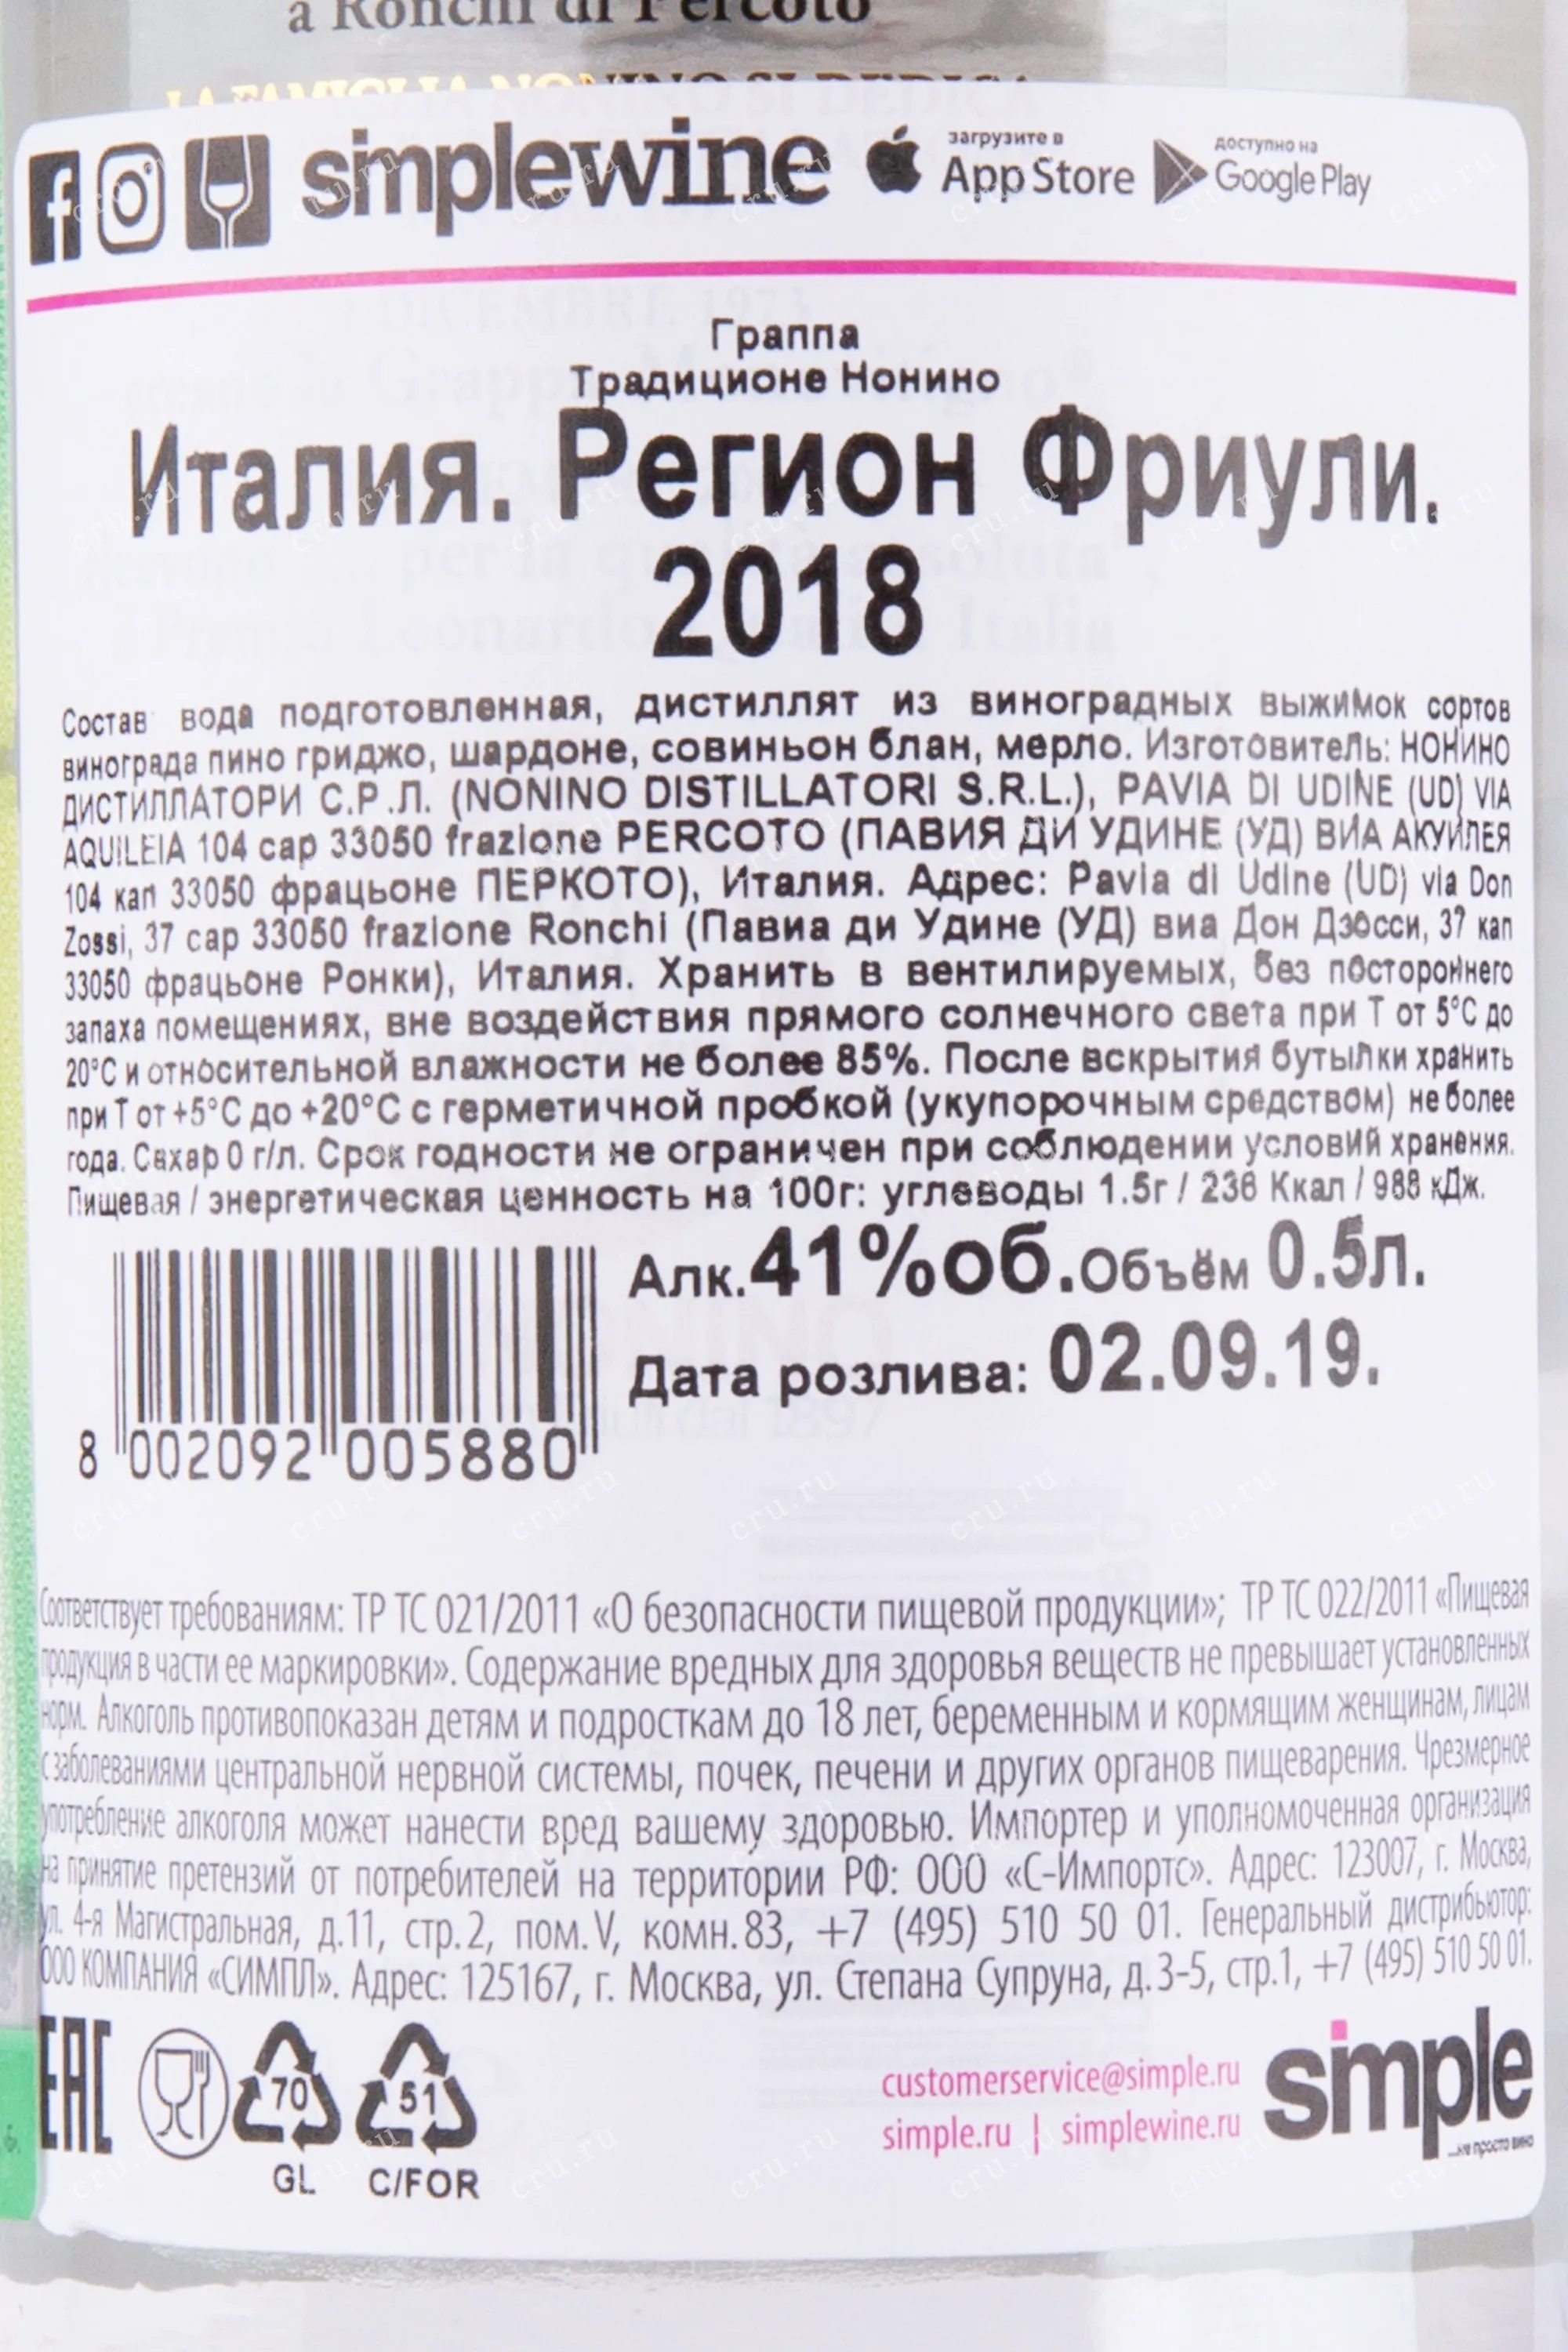 a Ronchi di Percoto
LA FAMIGLIA NONINO SI DEDICA
simplewine
загрузите в
App Store
доступно на
Google Play
Граппа
Традиционе Нонино
Италия. Регион Фриули.
2018
Состав вода подготовленная, дистиллят из виноградных выжимок сортов
винограда пино гриджо, шардоне, совиньон блан, мерло. Изготовитель: НОНИНО
ДИСТИЛЛАТОРИ С.Р.Л. (NONINO DISTILLATORI S.R.L.), PAVIA DI UDINE (UD) VIA
AQUILEIA 104 cap 33050 frazione PERCOTO (ПАВИЯ ДИ УДИНЕ (УД) ВИА АКУИЛЕЯ
104 кап 33050 фрацьоне ПЕРКОТО), Италия. Адрес: Pavia di Udine (UD) via Don
Zossi, 37 cap 33050 frazione Ronchi (Павиа ди Удине (УД) виа Дон Дзосси, 37 кап
33050 фрацьоне Ронки), Италия. Хранить в вентилируемых, без постороннего
запаха помещениях, вне воздействия прямого солнечного света при Т от 5°С до
20°С и относительной влажности не более 85%. После вскрытия бутылки хранить
при Т от +5°С до +20°С с герметичной пробкой (укупорочным средством) не более
года. Сахар 0 г/л. Срок годности не ограничен при соблюдении условий хранения.
Пищевая / энергетическая ценность на 100г: углеводы 1.5г / 236 Ккал / 988 кДж.
Алк.41%об.Объём 0.5л.
Дата розлива: 02.09.19.
8 002092 005880
Соответствует требованиям: ТР ТС 021/2011 «О безопасности пищевой продукции»; ТР ТС 022/2011 «Пищевая
продукция в части ее маркировки». Содержание вредных для здоровья веществ не превышает установленных
норм. Алкоголь противопоказан детям и подросткам до 18 лет, беременным и кормящим женщинам, лицам
с заболеваниями центральной нервной системы, почек, печени и других органов пищеварения. Чрезмерное
употребление алкоголя может нанести вред вашему здоровью. Импортер и уполномоченная организация
на принятие претензий от потребителей на территории РФ: ООО «С-Импортс». Адрес: 123007, г. Москва,
ул. 4-я Магистральная, д.11, стр.2, пом.V, комн.83, +7 (495) 510 50 01. Генеральный дистрибьютор:
ООО КОМПАНИЯ «СИМПЛ». Адрес: 125167, г. Москва, ул. Степана Супруна, д.3-5, стр.1, +7 (495) 510 50 01.
EAC
70
GL
51
C/FOR
customerservice@simple.ru
simple.ru | simplewine.ru
simple
...не просто вино